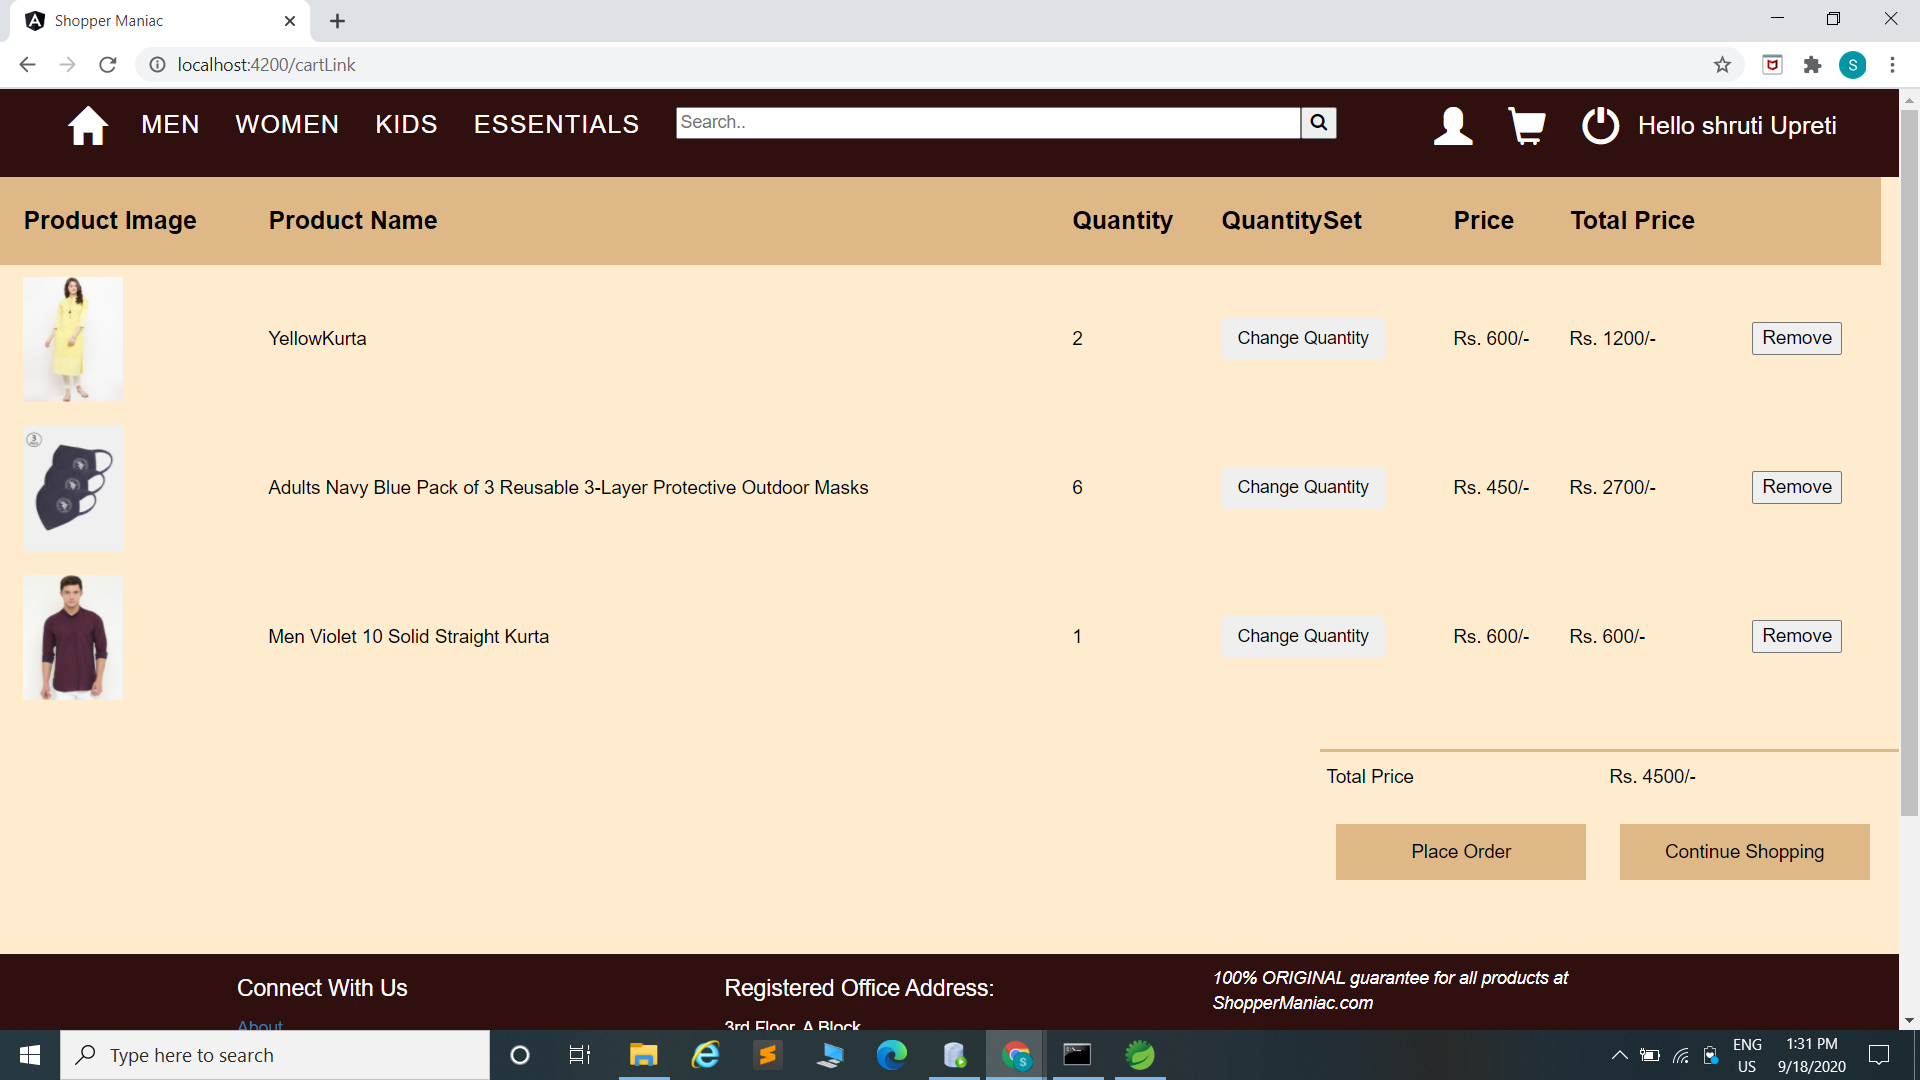 Shopper Maniac
localhost:4200/cartLink
S
MEN WOMEN KIDS ESSENTIALS Search.. Hello shruti Upreti
Product Image Product Name Quantity QuantitySet Price Total Price
YellowKurta 2 Change Quantity Rs. 600/- Rs. 1200/- Remove
3
Adults Navy Blue Pack of 3 Reusable 3-Layer Protective Outdoor Masks 6 Change Quantity Rs. 450/- Rs. 2700/- Remove
Men Violet 10 Solid Straight Kurta 1 Change Quantity Rs. 600/- Rs. 600/- Remove
Total Price Rs. 4500/-
Place Order Continue Shopping
Connect With Us Registered Office Address: 100% ORIGINAL guarantee for all products at
ShopperManiac.com
About 3rd Floor, A Block
Type here to search
ENG 1:31 PM
US 9/18/2020